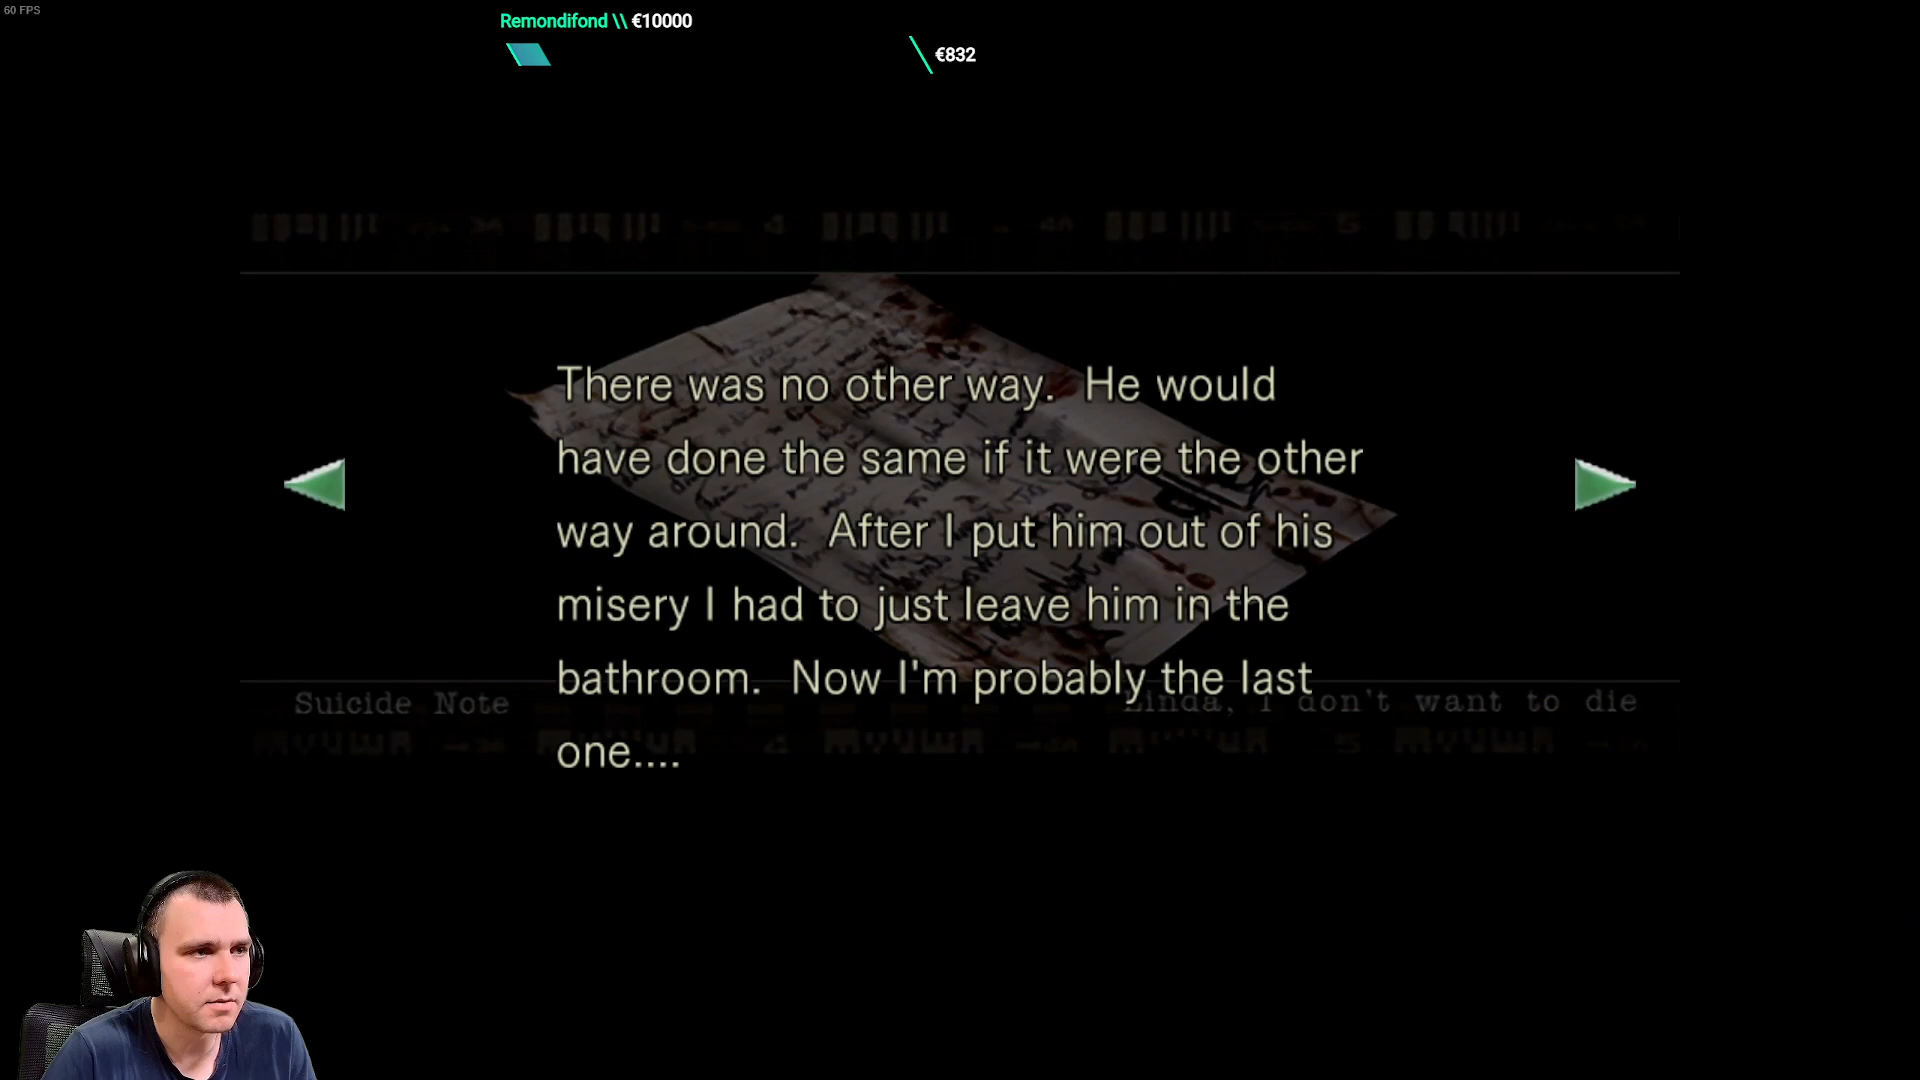 60 FPS
Remondifond \\ €10000
€832
There was no other way.  He would
have done the same if it were the other
way around.  After I put him out of his
misery I had to just leave him in the
bathroom.  Now I'm probably the last
one....
Suicide Note
Linda, I don't want to die